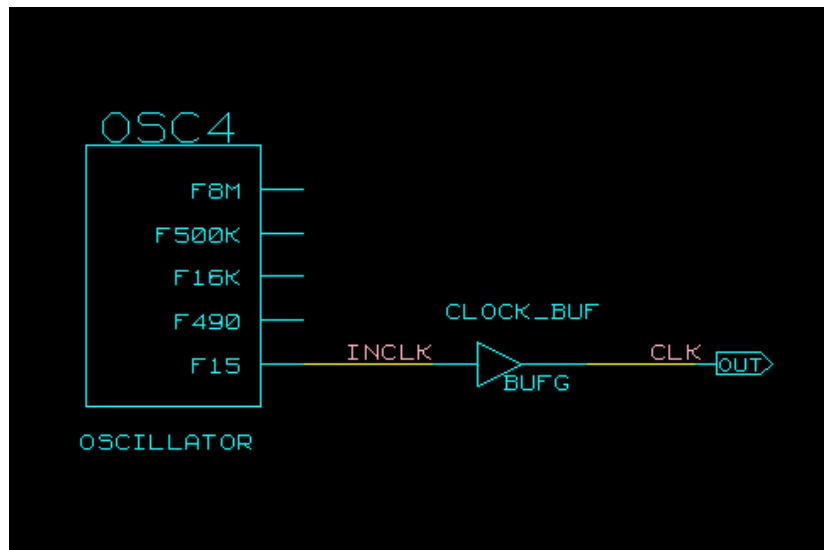 OSC4
F8M
F500K
F16K
F490
CLOCK_BUF
F15
INCLK
CLK
OUT
BUFG
OSCILLATOR